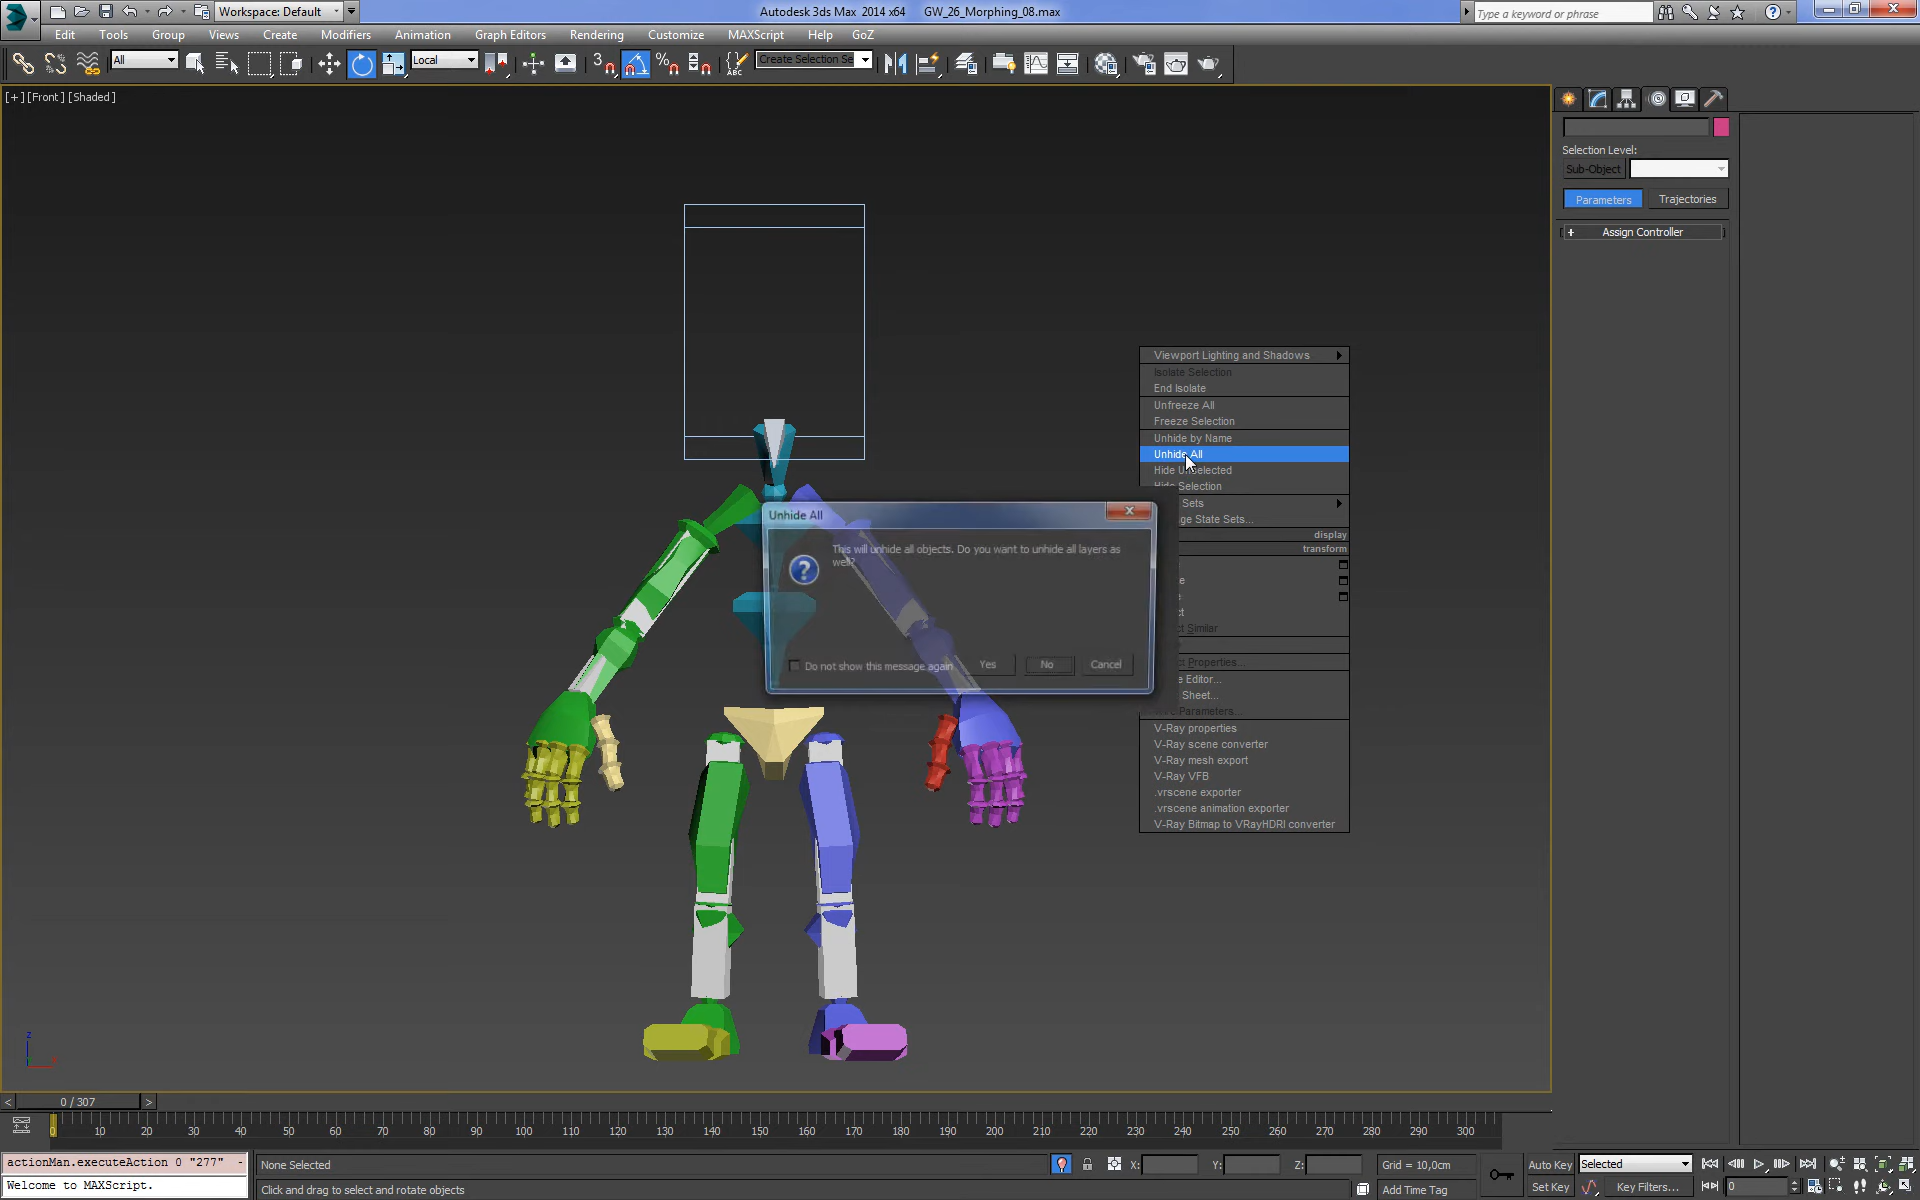 Workspace: Default
Autodesk 3ds Max 2014 x64 GW_26_Morphing_08.max
Type a keyword or phrase
Edit Tools Group Views Create Modifiers Animation Graph Editors Rendering Customize MAXScript Help GoZ
All
Local
3
ABC
Create Selection Se
[+] [Front] [Shaded]
Selection Level:
Sub-Object
Parameters Trajectories
+ Assign Controller
Viewport Lighting and Shadows
Isolate Selection
End Isolate
Unfreeze All
Freeze Selection
Unhide by Name
Unhide All
Hide Unselected
Hide Selection
Sets
ge State Sets...
display
transform
ct Similar
ct Properties...
e Editor...
Sheet...
Parameters...
V-Ray properties
V-Ray scene converter
V-Ray mesh export
V-Ray VFB
.vrscene exporter
.vrscene animation exporter
V-Ray Bitmap to VRayHDRI converter
Unhide All
This will unhide all objects. Do you want to unhide all layers as
well?
Do not show this message again
Yes No Cancel
z
< 0 / 307 >
0 10 20 30 40 50 60 70 80 90 100 110 120 130 140 150 160 170 180 190 200 210 220 230 240 250 260 270 280 290 300
actionMan.executeAction 0 "277" -
Welcome to MAXScript.
None Selected
Click and drag to select and rotate objects
X: Y: Z:
Grid = 10,0cm
Add Time Tag
Auto Key Selected
Set Key Key Filters...
0